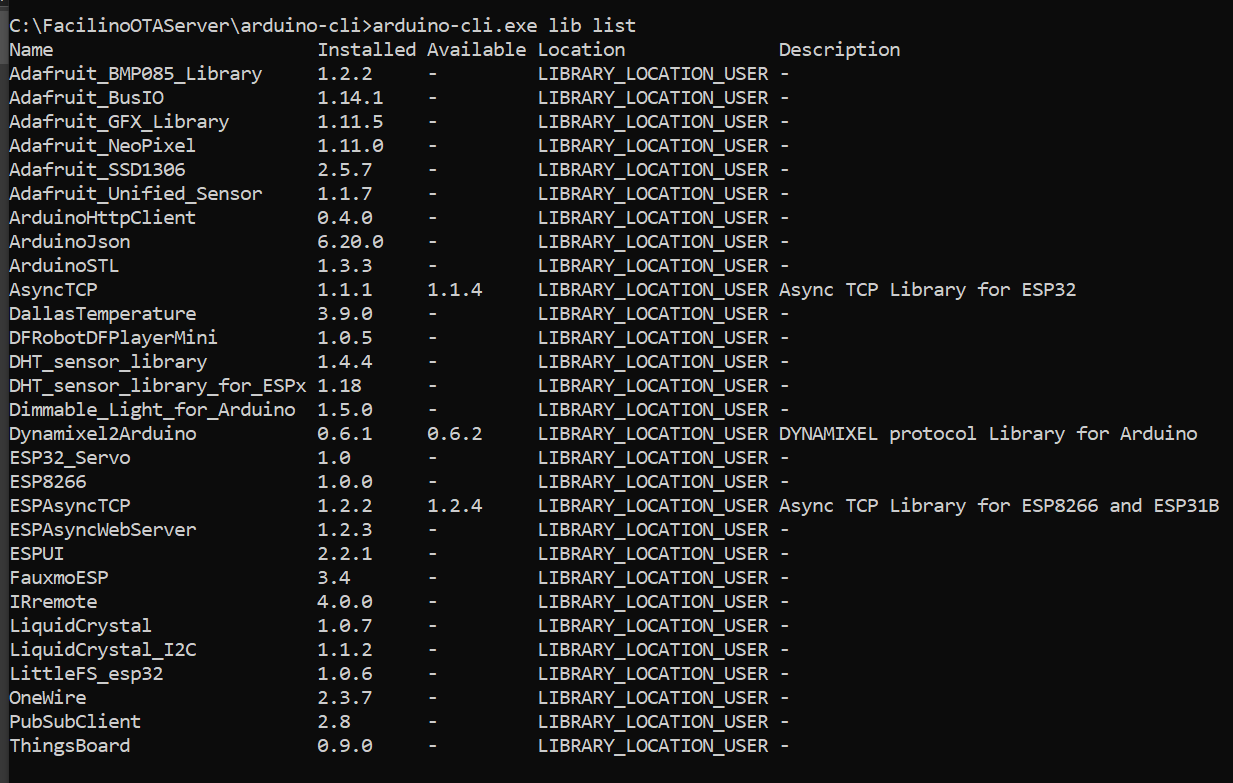 C:\FacilinoOTAServer\arduino-cli>arduino-cli.exe lib list
Name Installed Available Location Description
Adafruit_BMP085_Library 1.2.2 - LIBRARY_LOCATION_USER -
Adafruit_BusIO 1.14.1 - LIBRARY_LOCATION_USER -
Adafruit_GFX_Library 1.11.5 - LIBRARY_LOCATION_USER -
Adafruit_NeoPixel 1.11.0 - LIBRARY_LOCATION_USER -
Adafruit_SSD1306 2.5.7 - LIBRARY_LOCATION_USER -
Adafruit_Unified_Sensor 1.1.7 - LIBRARY_LOCATION_USER -
ArduinoHttpClient 0.4.0 - LIBRARY_LOCATION_USER -
ArduinoJson 6.20.0 - LIBRARY_LOCATION_USER -
ArduinoSTL 1.3.3 - LIBRARY_LOCATION_USER -
AsyncTCP 1.1.1 1.1.4 LIBRARY_LOCATION_USER Async TCP Library for ESP32
DallasTemperature 3.9.0 - LIBRARY_LOCATION_USER -
DFRobotDFPlayerMini 1.0.5 - LIBRARY_LOCATION_USER -
DHT_sensor_library 1.4.4 - LIBRARY_LOCATION_USER -
DHT_sensor_library_for_ESPx 1.18 - LIBRARY_LOCATION_USER -
Dimmable_Light_for_Arduino 1.5.0 - LIBRARY_LOCATION_USER -
Dynamixel2Arduino 0.6.1 0.6.2 LIBRARY_LOCATION_USER DYNAMIXEL protocol Library for Arduino
ESP32_Servo 1.0 - LIBRARY_LOCATION_USER -
ESP8266 1.0.0 - LIBRARY_LOCATION_USER -
ESPAsyncTCP 1.2.2 1.2.4 LIBRARY_LOCATION_USER Async TCP Library for ESP8266 and ESP31B
ESPAsyncWebServer 1.2.3 - LIBRARY_LOCATION_USER -
ESPUI 2.2.1 - LIBRARY_LOCATION_USER -
FauxmoESP 3.4 - LIBRARY_LOCATION_USER -
IRremote 4.0.0 - LIBRARY_LOCATION_USER -
LiquidCrystal 1.0.7 - LIBRARY_LOCATION_USER -
LiquidCrystal_I2C 1.1.2 - LIBRARY_LOCATION_USER -
LittleFS_esp32 1.0.6 - LIBRARY_LOCATION_USER -
OneWire 2.3.7 - LIBRARY_LOCATION_USER -
PubSubClient 2.8 - LIBRARY_LOCATION_USER -
ThingsBoard 0.9.0 - LIBRARY_LOCATION_USER -